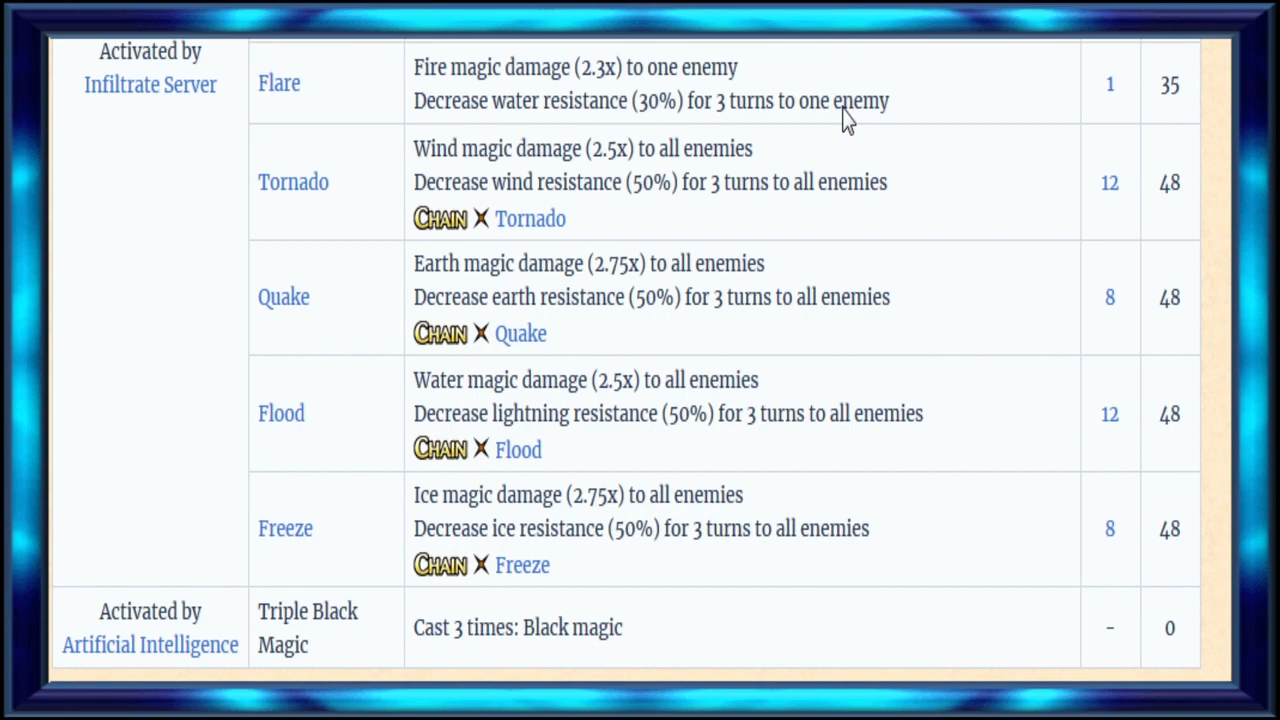 Activated by
Infiltrate Server
Flare
Fire magic damage (2.3x) to one enemy
Decrease water resistance (30%) for 3 turns to one enemy
1
35
Tornado
Wind magic damage (2.5x) to all enemies
Decrease wind resistance (50%) for 3 turns to all enemies
CHAIN Tornado
12
48
Quake
Earth magic damage (2.75x) to all enemies
Decrease earth resistance (50%) for 3 turns to all enemies
CHAIN Quake
8
48
Flood
Water magic damage (2.5x) to all enemies
Decrease lightning resistance (50%) for 3 turns to all enemies
CHAIN Flood
12
48
Freeze
Ice magic damage (2.75x) to all enemies
Decrease ice resistance (50%) for 3 turns to all enemies
CHAIN Freeze
8
48
Activated by
Artificial Intelligence
Triple Black
Magic
Cast 3 times: Black magic
-
0